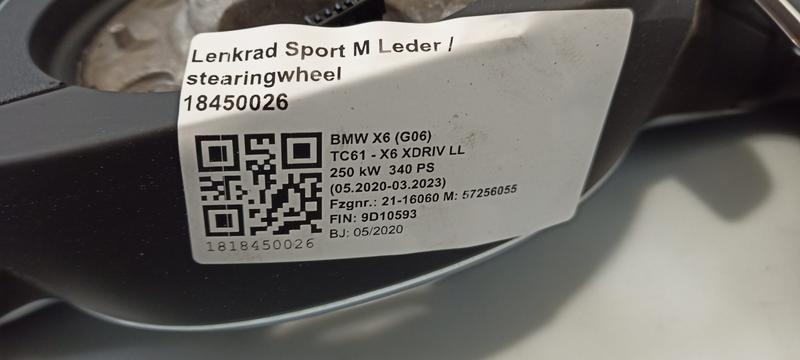 Lenkrad Sport M Leder /
stearingwheel
18450026
BMW X6 (G06)
TC61 - X6 XDRIV LL
250 kW 340 PS
(05.2020-03.2023)
Fzgnr.: 21-16060 M: 57256055
FIN: 9D10593
BJ: 05/2020
1818450026